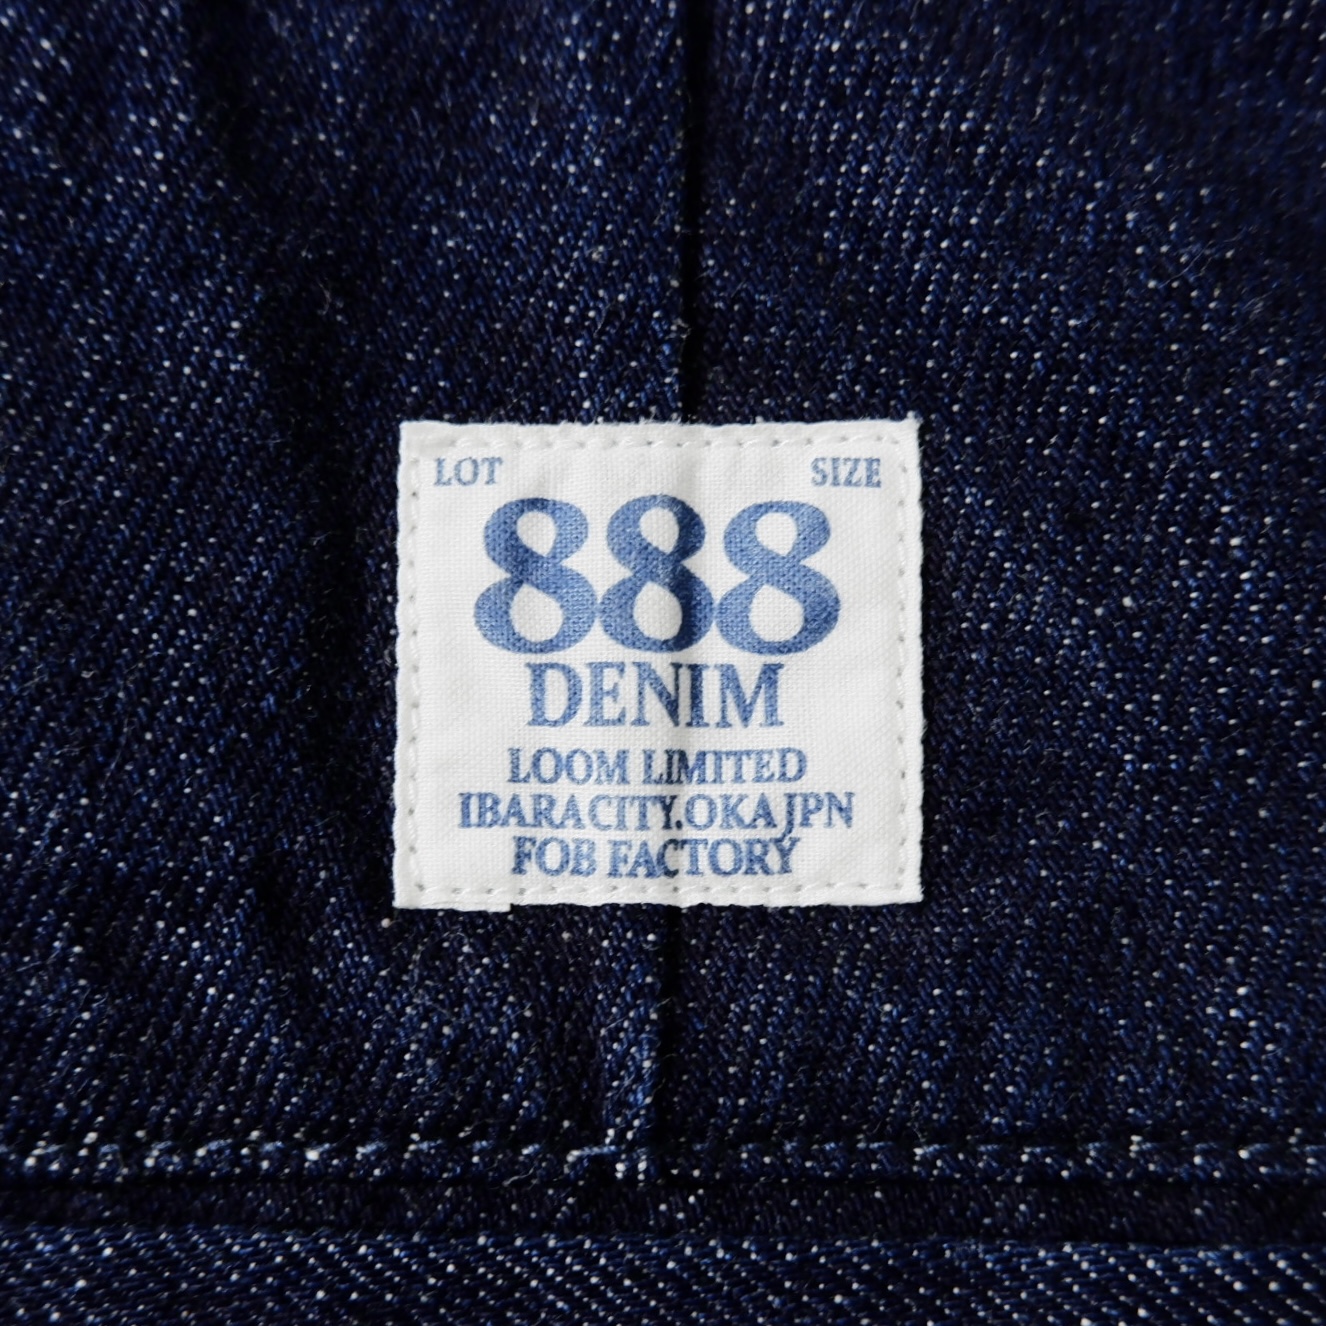 LOT SIZE
888
DENIM
LOOM LIMITED
IBARA CITY.OKA JPN
FOB FACTORY